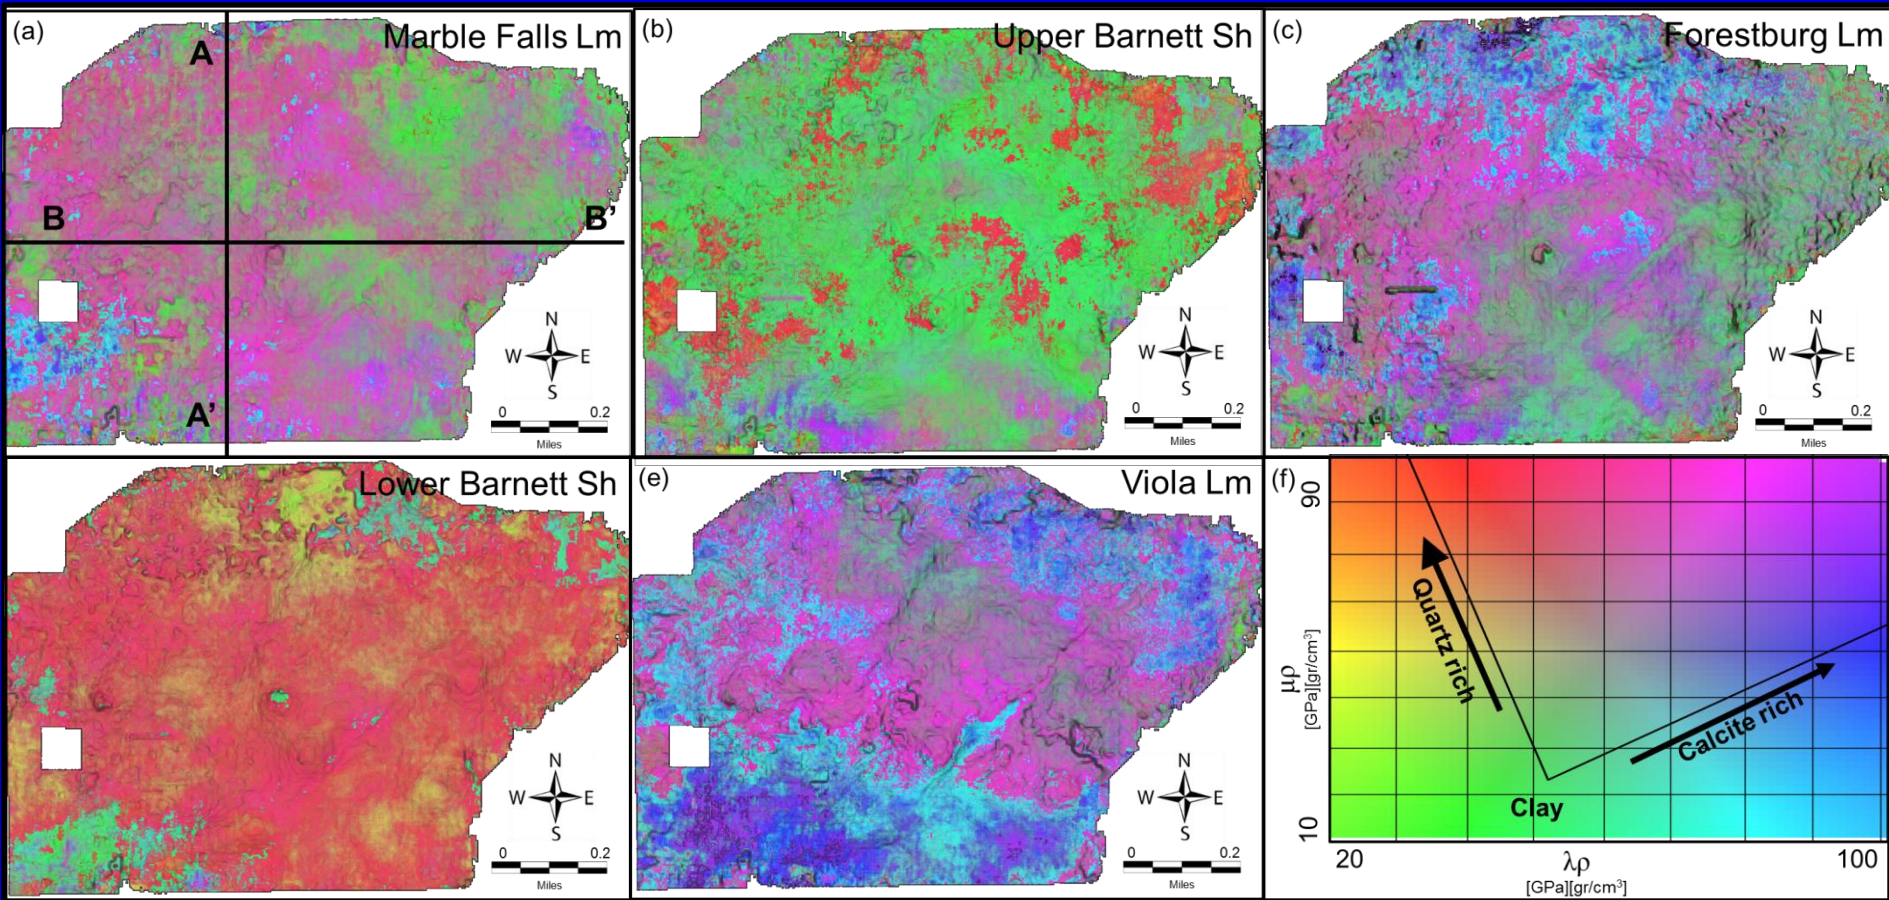 (a)
A
Marble Falls Lm
B
B'
A'
N
W E
S
0 0.2
Miles
(b)
Upper Barnett Sh
N
W E
S
0 0.2
Miles
(c)
Forestburg Lm
N
W E
S
0 0.2
Miles
Lower Barnett Sh
N
W E
S
0 0.2
Miles
(e)
Viola Lm
N
W E
S
0 0.2
Miles
(f)
90
μρ
[GPa][gr/cm³]
10
Quartz rich
Calcite rich
Clay
20
λρ
100
[GPa][gr/cm³]